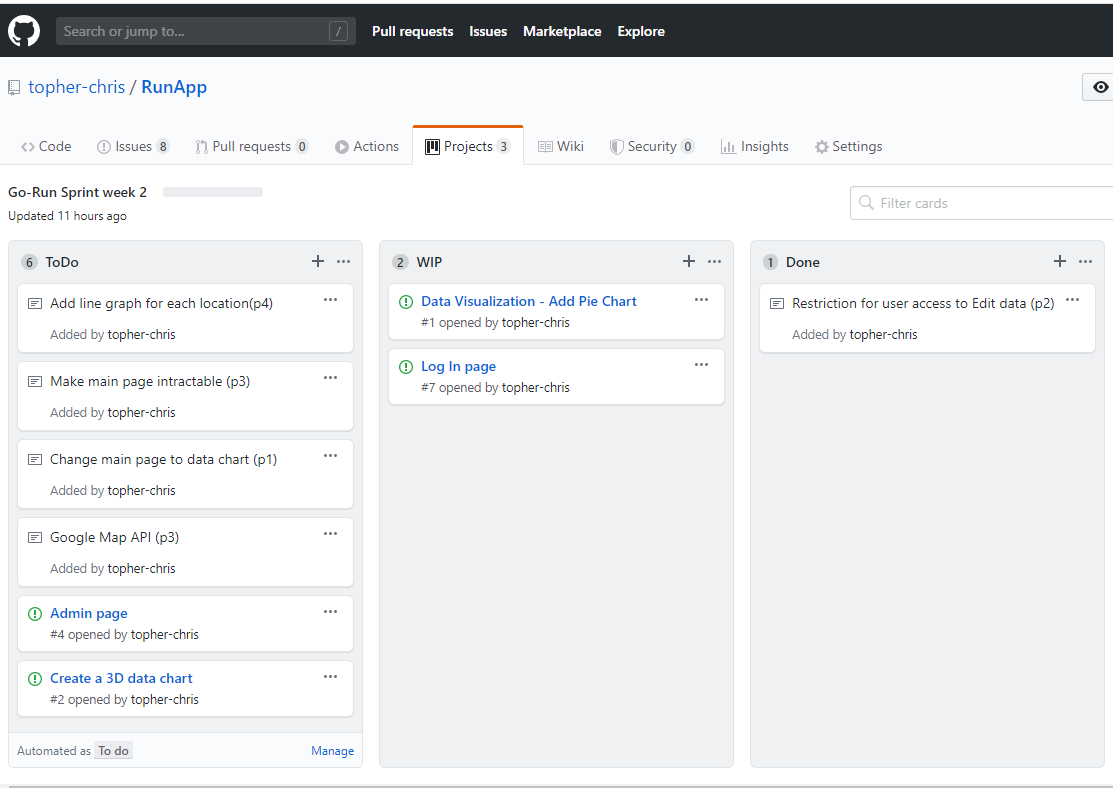 Search or jump to... /
Pull requests Issues Marketplace Explore
topher-chris / RunApp
Code Issues 8 Pull requests 0 Actions Projects 3 Wiki Security 0 Insights Settings
Go-Run Sprint week 2
Updated 11 hours ago
Filter cards
6 ToDo
Add line graph for each location(p4)
Added by topher-chris
Make main page intractable (p3)
Added by topher-chris
Change main page to data chart (p1)
Added by topher-chris
Google Map API (p3)
Added by topher-chris
Admin page
#4 opened by topher-chris
Create a 3D data chart
#2 opened by topher-chris
Automated as To do Manage
2 WIP
Data Visualization - Add Pie Chart
#1 opened by topher-chris
Log In page
#7 opened by topher-chris
1 Done
Restriction for user access to Edit data (p2)
Added by topher-chris